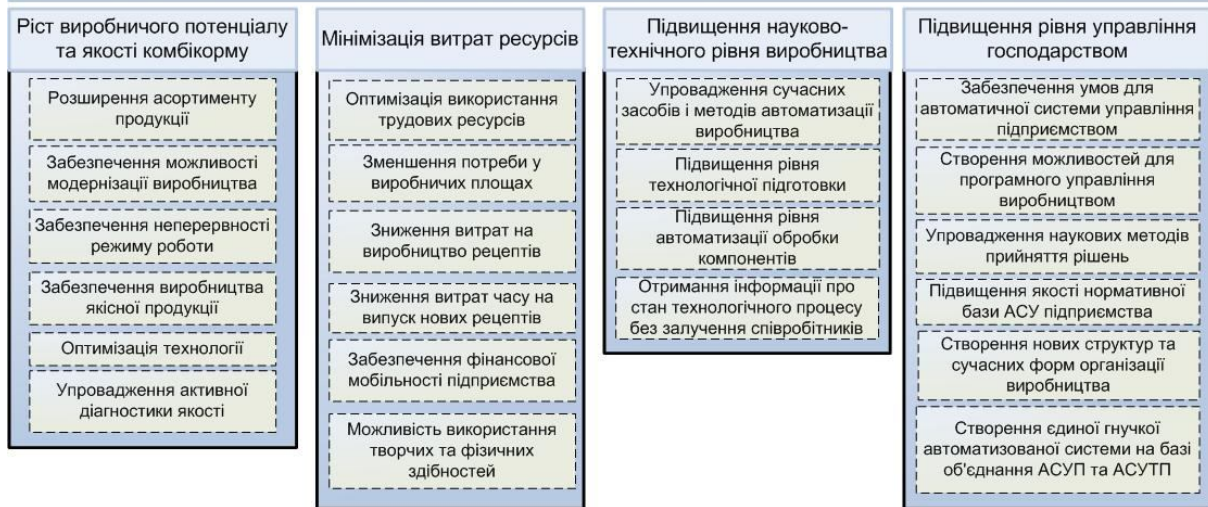 Ріст виробничого потенціалу
та якості комбікорму
Розширення асортименту
продукції
Забезпечення можливості
модернізації виробництва
Забезпечення неперервності
режиму роботи
Забезпечення виробництва
якісної продукції
Оптимізація технології
Упровадження активної
діагностики якості
Мінімізація витрат ресурсів
Оптимізація використання
трудових ресурсів
Зменшення потреби у
виробничих площах
Зниження витрат на
виробництво рецептів
Зниження витрат часу на
випуск нових рецептів
Забезпечення фінансової
мобільності підприємства
Можливість використання
творчих та фізичних
здібностей
Підвищення науково-
технічного рівня виробництва
Упровадження сучасних
засобів і методів автоматизації
виробництва
Підвищення рівня
технологічної підготовки
Підвищення рівня
автоматизації обробки
компонентів
Отримання інформації про
стан технологічного процесу
без залучення співробітників
Підвищення рівня управління
господарством
Забезпечення умов для
автоматичної системи управління
підприємством
Створення можливостей для
програмного управління
виробництвом
Упровадження наукових методів
прийняття рішень
Підвищення якості нормативної
бази АСУ підприємства
Створення нових структур та
сучасних форм організації
виробництва
Створення єдиної гнучкої
автоматизованої системи на базі
об'єднання АСУП та АСУТП